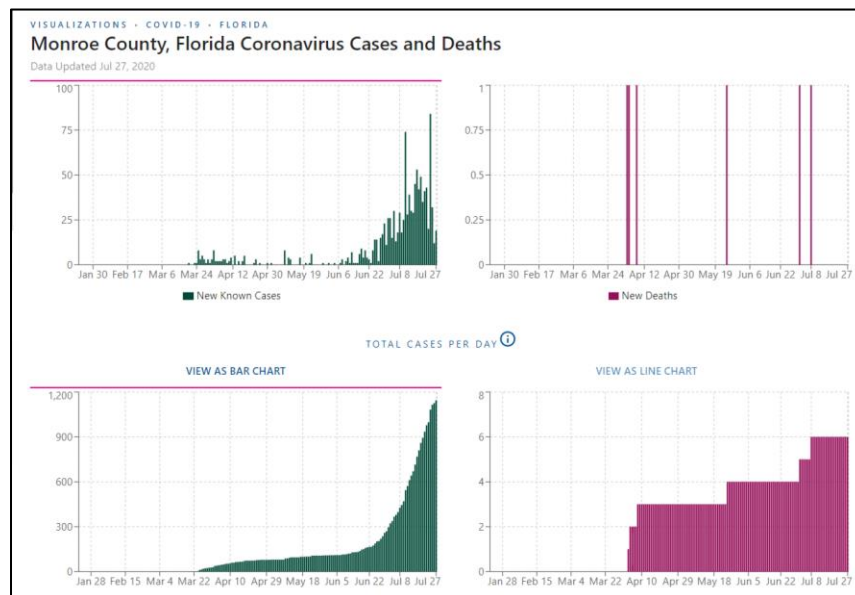 VISUALIZATIONS • COVID-19 • FLORIDA
Monroe County, Florida Coronavirus Cases and Deaths
Data Updated Jul 27, 2020
100
75
50
25
0
Jan 30 Feb 17 Mar 6 Mar 24 Apr 12 Apr 30 May 19 Jun 6 Jun 22 Jul 8 Jul 27
New Known Cases
1
0.75
0.5
0.25
0
Jan 30 Feb 17 Mar 6 Mar 24 Apr 12 Apr 30 May 19 Jun 6 Jun 22 Jul 8 Jul 27
New Deaths
TOTAL CASES PER DAY
VIEW AS BAR CHART
VIEW AS LINE CHART
1,200
900
600
300
0
Jan 28 Feb 15 Mar 4 Mar 22 Apr 10 Apr 29 May 18 Jun 5 Jun 22 Jul 8 Jul 27
8
6
4
2
0
Jan 28 Feb 15 Mar 4 Mar 22 Apr 10 Apr 29 May 18 Jun 5 Jun 22 Jul 8 Jul 27